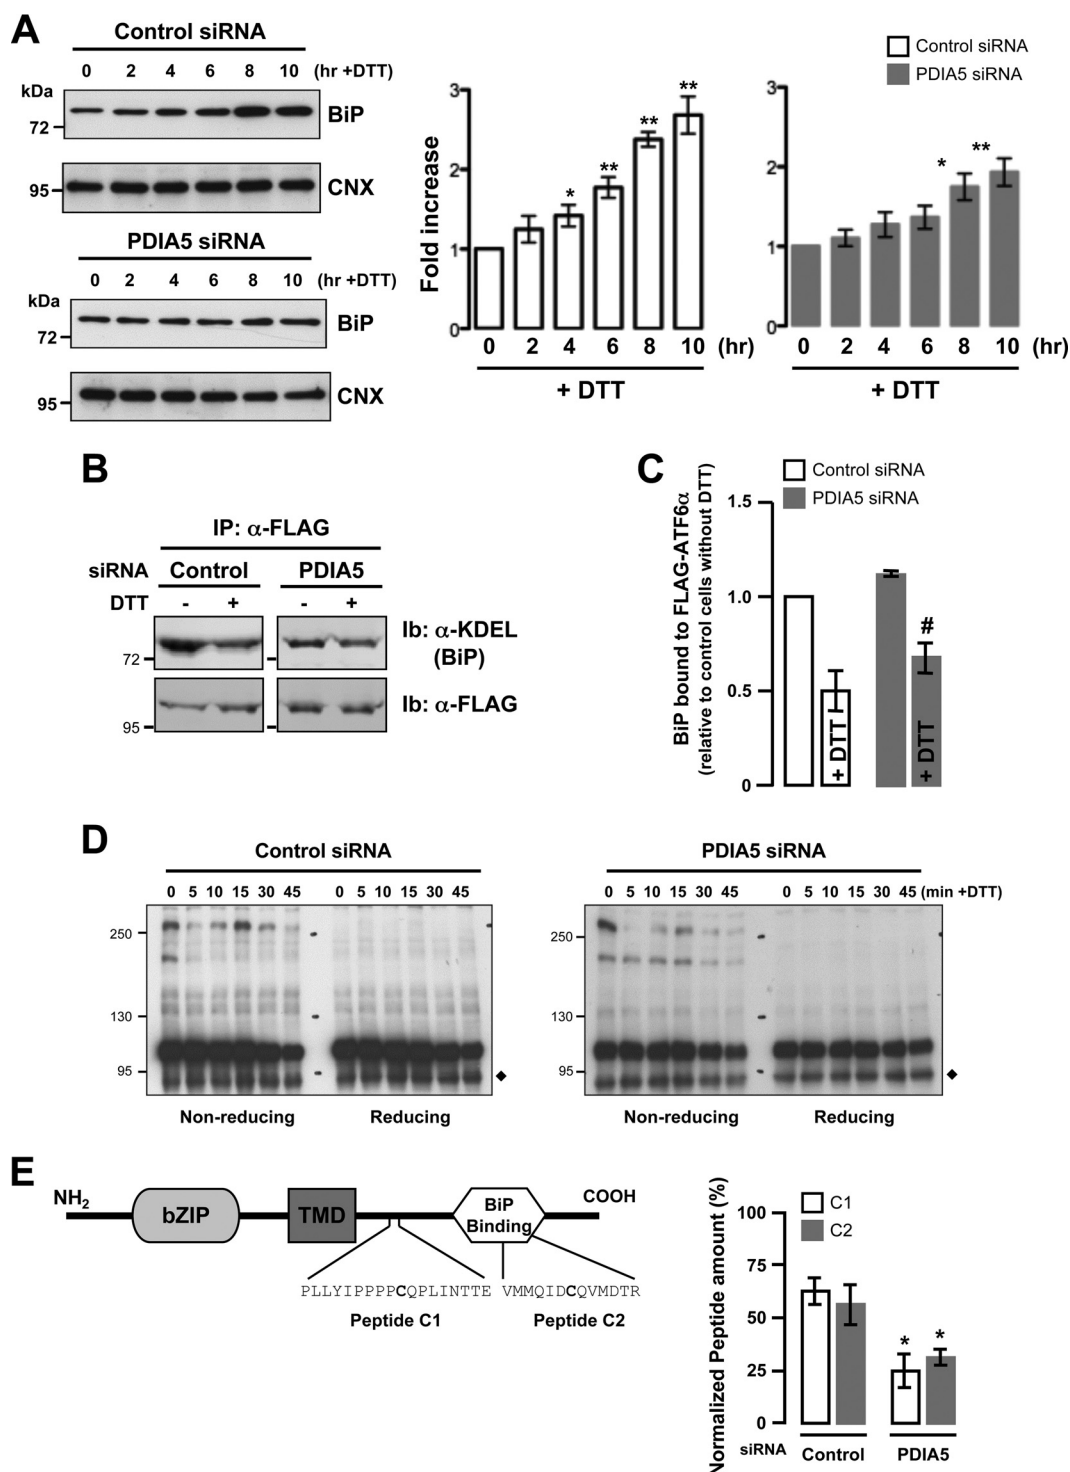 A
Control siRNA
0 2 4 6 8 10 (hr +DTT)
kDa
72
BiP
95
CNX
PDIA5 siRNA
0 2 4 6 8 10 (hr +DTT)
kDa
72
BiP
95
CNX
Fold increase
3
2
1
0
* ** ** **
0 2 4 6 8 10 (hr)
+ DTT
Control siRNA
PDIA5 siRNA
3
2
1
0
* **
0 2 4 6 8 10 (hr)
+ DTT
B
IP: α-FLAG
siRNA Control PDIA5
DTT - + - +
72
Ib: α-KDEL
(BiP)
95
Ib: α-FLAG
C
Control siRNA
PDIA5 siRNA
BiP bound to FLAG-ATF6α
(relative to control cells without DTT)
1.5
1.0
0.5
0
+ DTT
#
+ DTT
D
Control siRNA
0 5 10 15 30 45 0 5 10 15 30 45
250
130
95
◆
Non-reducing Reducing
PDIA5 siRNA
0 5 10 15 30 45 0 5 10 15 30 45 (min +DTT)
250
130
95
◆
Non-reducing Reducing
E
NH2
bZIP
TMD
BiP
Binding
COOH
PLLYIPPPPCQPLINTTE VMMQIDCQVMDTR
Peptide C1 Peptide C2
Normalized Peptide amount (%)
C1
C2
100
75
50
25
0
* *
siRNA Control PDIA5